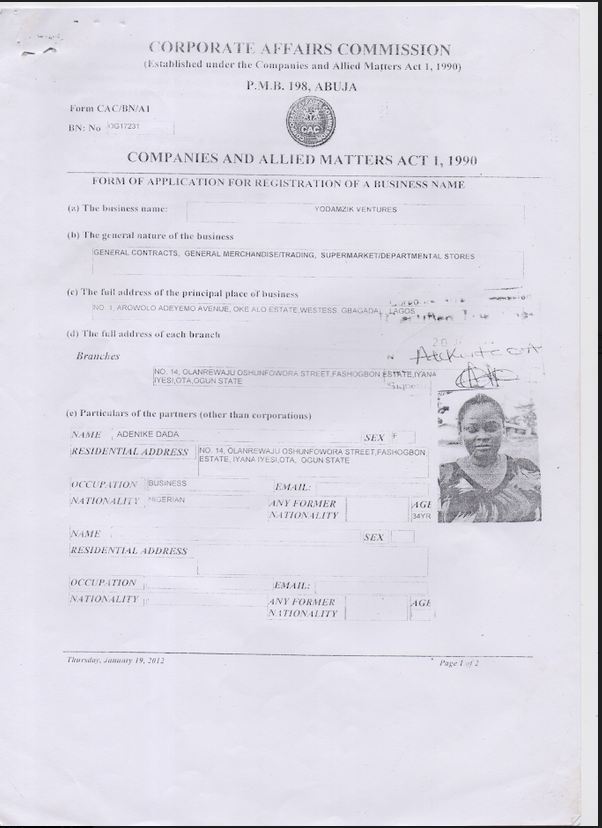 CORPORATE AFFAIRS COMMISSION
(Established under the Companies and Allied Matters Act 1, 1990)
P.M.B. 198, ABUJA
Form CAC/BN/A1
BN: No OG17231
CAC
COMPANIES AND ALLIED MATTERS ACT 1, 1990
FORM OF APPLICATION FOR REGISTRATION OF A BUSINESS NAME
(a) The business name: YODAMZIK VENTURES
(b) The general nature of the business
GENERAL CONTRACTS, GENERAL MERCHANDISE/TRADING, SUPERMARKET/DEPARTMENTAL STORES
(c) The full address of the principal place of business
NO. 1, AROWOLO ADEYEMO AVENUE, OKE ALO ESTATE,WESTESS, GBAGADA, LAGOS
(d) The full address of each branch
Branches
NO. 14, OLANREWAJU OSHUNFOWORA STREET,FASHOGBON ESTATE,IYANA
IYESI,OTA,OGUN STATE
(e) Particulars of the partners (other than corporations)
NAME ADENIKE DADA SEX F
RESIDENTIAL ADDRESS NO. 14, OLANREWAJU OSHUNFOWORA STREET,FASHOGBON
ESTATE, IYANA IYESI,OTA, OGUN STATE
OCCUPATION BUSINESS EMAIL:
NATIONALITY NIGERIAN ANY FORMER AGE
NATIONALITY 34YR
NAME SEX
RESIDENTIAL ADDRESS
OCCUPATION EMAIL:
NATIONALITY ANY FORMER AGE
NATIONALITY
Thursday, January 19, 2012 Page 1 of 2